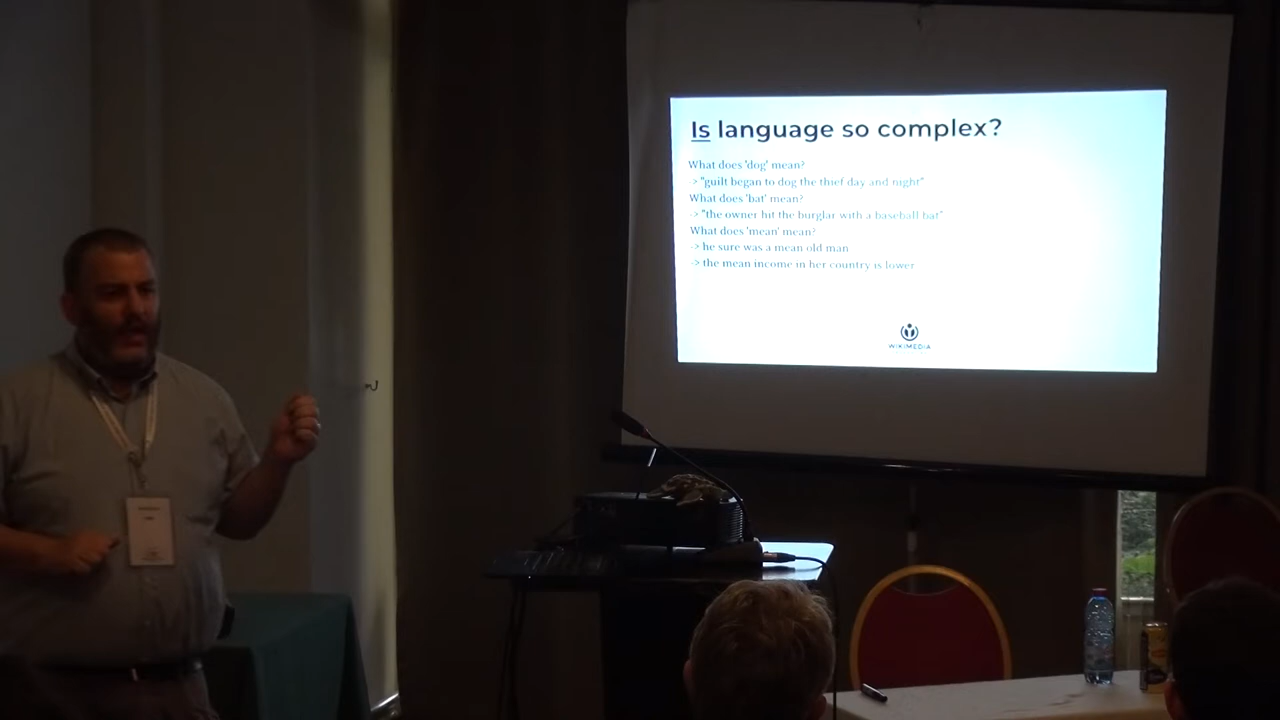 Is language so complex?
What does 'dog' mean?
-> "guilt began to dog the thief day and night"
What does 'bat' mean?
-> "the owner hit the burglar with a baseball bat"
What does 'mean' mean?
-> he sure was a mean old man
-> the mean income in her country is lower
WIKIMEDIA